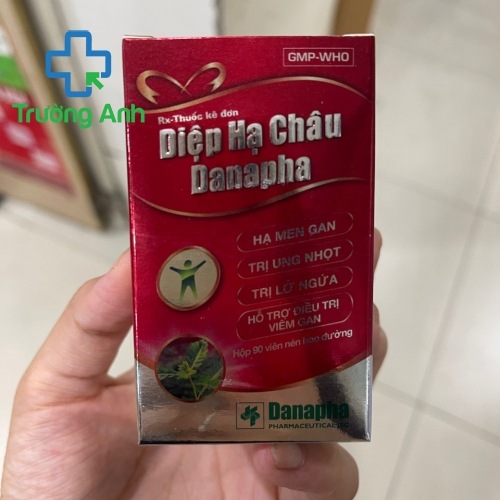 GMP-WHO
Trường Anh
Rx-Thuốc kê đơn
Diệp Hạ Châu
Danapha
HẠ MEN GAN
TRỊ UNG NHỌT
TRỊ LỞ NGỨA
HỖ TRỢ ĐIỀU TRỊ
VIÊM GAN
Hộp 90 viên nén bao đường
Danapha
PHARMACEUTICAL JSC